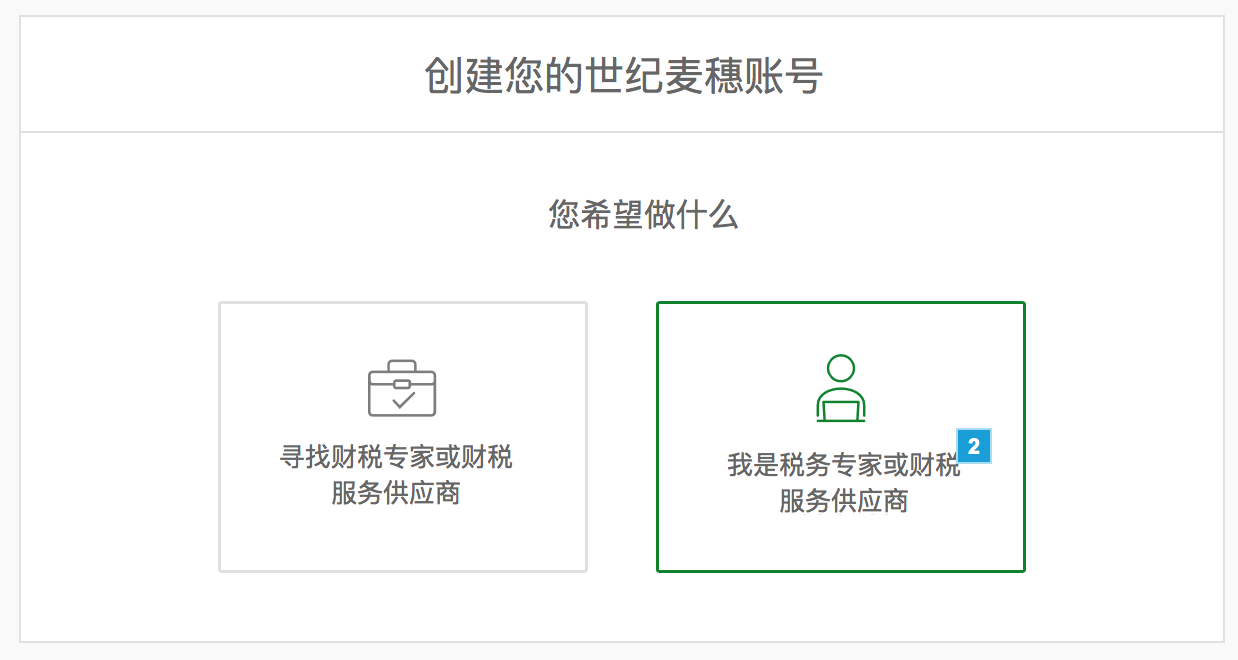 创建您的世纪麦穗账号
您希望做什么
寻找财税专家或财税
服务供应商
2
我是税务专家或财税
服务供应商